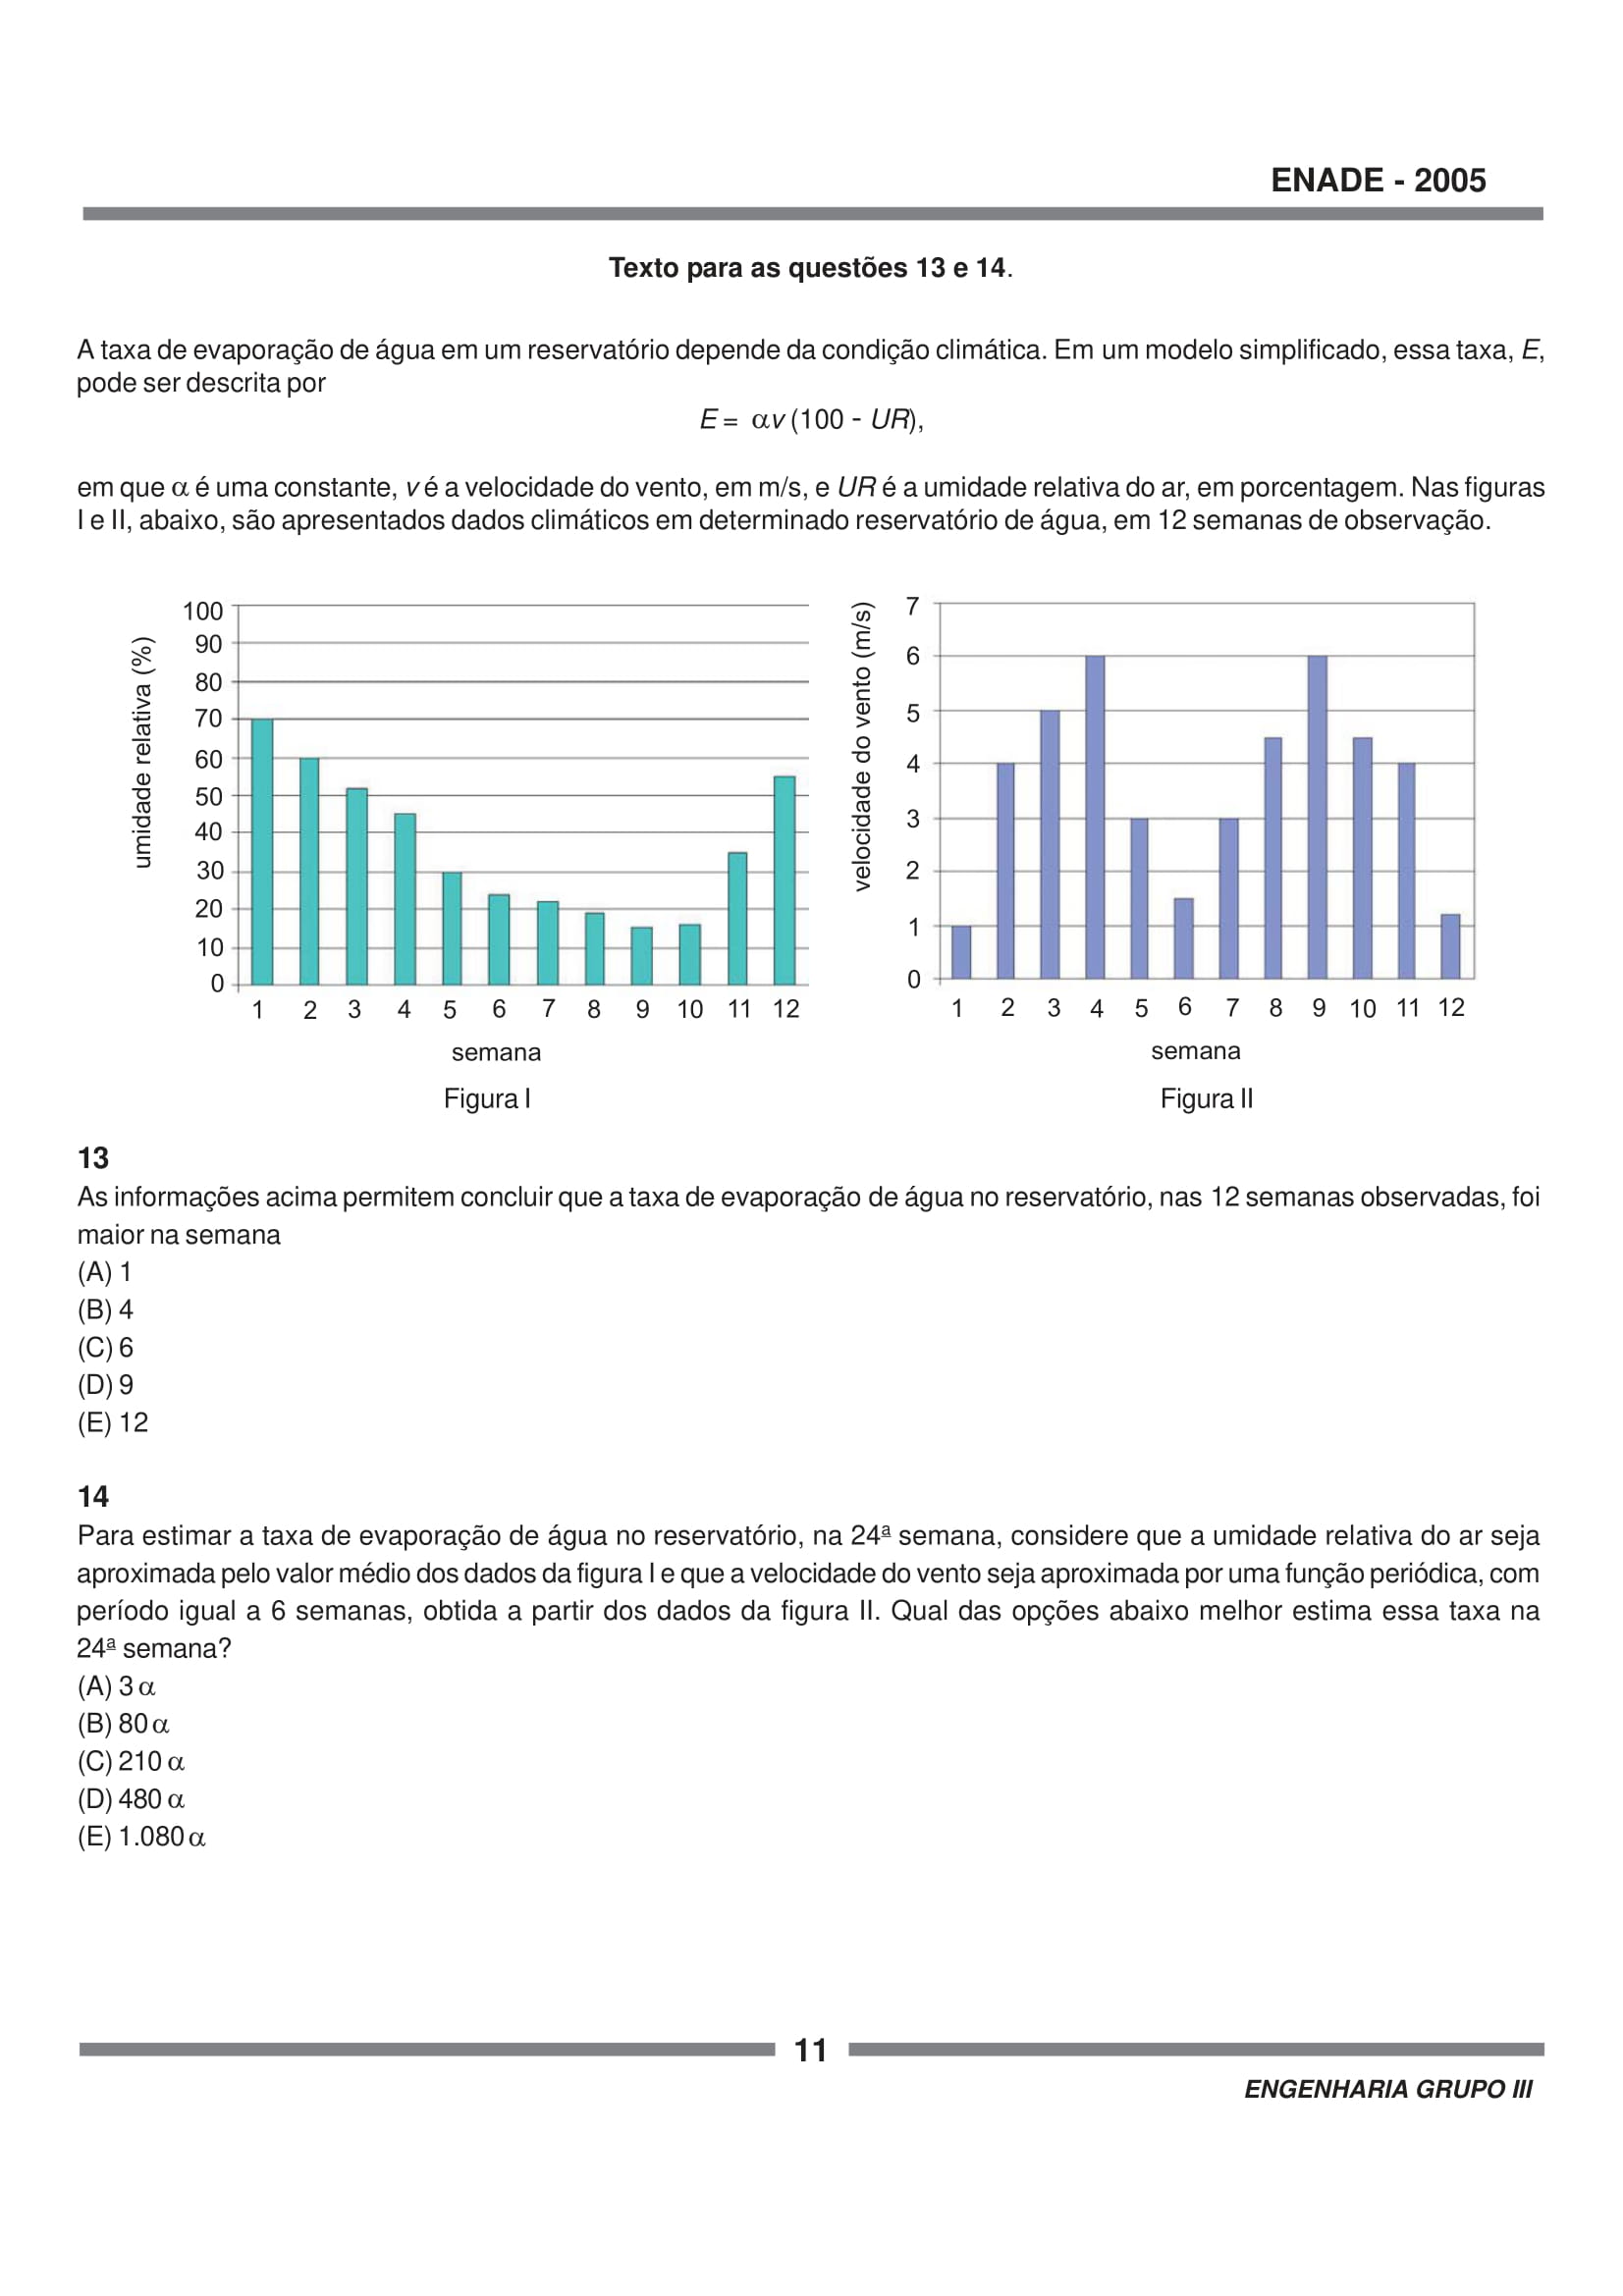 ENADE - 2005
Texto para as questões 13 e 14.
A taxa de evaporação de água em um reservatório depende da condição climática. Em um modelo simplificado, essa taxa, E,
pode ser descrita por
E = αv (100 - UR),
em que α é uma constante, v é a velocidade do vento, em m/s, e UR é a umidade relativa do ar, em porcentagem. Nas figuras
I e II, abaixo, são apresentados dados climáticos em determinado reservatório de água, em 12 semanas de observação.
umidade relativa (%)
100
90
80
70
60
50
40
30
20
10
0
1 2 3 4 5 6 7 8 9 10 11 12
semana
Figura I
velocidade do vento (m/s)
7
6
5
4
3
2
1
0
1 2 3 4 5 6 7 8 9 10 11 12
semana
Figura II
13
As informações acima permitem concluir que a taxa de evaporação de água no reservatório, nas 12 semanas observadas, foi
maior na semana
(A) 1
(B) 4
(C) 6
(D) 9
(E) 12
14
Para estimar a taxa de evaporação de água no reservatório, na 24ª semana, considere que a umidade relativa do ar seja
aproximada pelo valor médio dos dados da figura I e que a velocidade do vento seja aproximada por uma função periódica, com
período igual a 6 semanas, obtida a partir dos dados da figura II. Qual das opções abaixo melhor estima essa taxa na
24ª semana?
(A) 3 α
(B) 80 α
(C) 210 α
(D) 480 α
(E) 1.080 α
11
ENGENHARIA GRUPO III